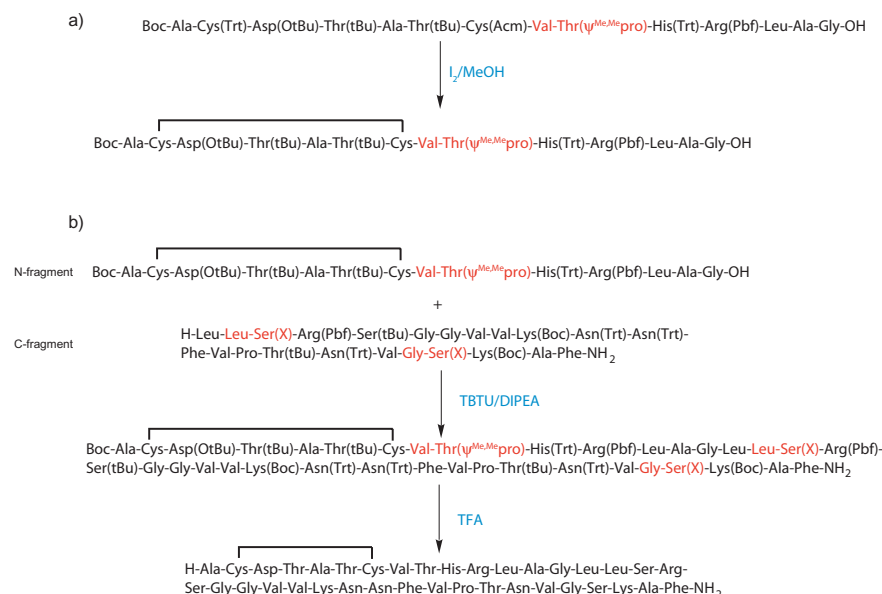 a)
Boc-Ala-Cys(Trt)-Asp(OtBu)-Thr(tBu)-Ala-Thr(tBu)-Cys(Acm)-Val-Thr(ψᴹᵉ,ᴹᵉpro)-His(Trt)-Arg(Pbf)-Leu-Ala-Gly-OH
I₂/MeOH
Boc-Ala-Cys-Asp(OtBu)-Thr(tBu)-Ala-Thr(tBu)-Cys-Val-Thr(ψᴹᵉ,ᴹᵉpro)-His(Trt)-Arg(Pbf)-Leu-Ala-Gly-OH
b)
N-fragment Boc-Ala-Cys-Asp(OtBu)-Thr(tBu)-Ala-Thr(tBu)-Cys-Val-Thr(ψᴹᵉ,ᴹᵉpro)-His(Trt)-Arg(Pbf)-Leu-Ala-Gly-OH
+
H-Leu-Leu-Ser(X)-Arg(Pbf)-Ser(tBu)-Gly-Gly-Val-Val-Lys(Boc)-Asn(Trt)-Asn(Trt)-
C-fragment
Phe-Val-Pro-Thr(tBu)-Asn(Trt)-Val-Gly-Ser(X)-Lys(Boc)-Ala-Phe-NH₂
TBTU/DIPEA
Boc-Ala-Cys-Asp(OtBu)-Thr(tBu)-Ala-Thr(tBu)-Cys-Val-Thr(ψᴹᵉ,ᴹᵉpro)-His(Trt)-Arg(Pbf)-Leu-Ala-Gly-Leu-Leu-Ser(X)-Arg(Pbf)-
Ser(tBu)-Gly-Gly-Val-Val-Lys(Boc)-Asn(Trt)-Asn(Trt)-Phe-Val-Pro-Thr(tBu)-Asn(Trt)-Val-Gly-Ser(X)-Lys(Boc)-Ala-Phe-NH₂
TFA
H-Ala-Cys-Asp-Thr-Ala-Thr-Cys-Val-Thr-His-Arg-Leu-Ala-Gly-Leu-Leu-Ser-Arg-
Ser-Gly-Gly-Val-Val-Lys-Asn-Asn-Phe-Val-Pro-Thr-Asn-Val-Gly-Ser-Lys-Ala-Phe-NH₂